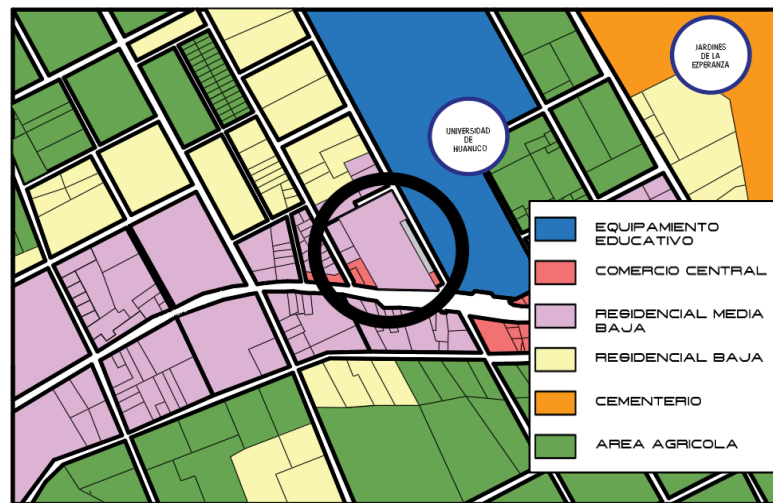 JARDINES
DE LA
EZPERANZA
UNIVERSIDAD
DE
HUANUCO
EQUIPAMIENTO
EDUCATIVO
COMERCIO CENTRAL
RESIDENCIAL MEDIA
BAJA
RESIDENCIAL BAJA
CEMENTERIO
AREA AGRICOLA